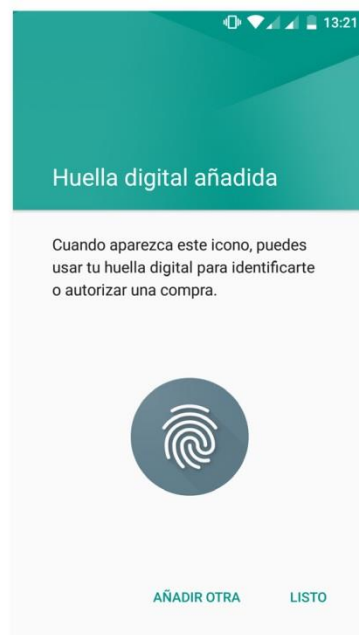 13:21
Huella digital añadida
Cuando aparezca este icono, puedes
usar tu huella digital para identificarte
o autorizar una compra.
AÑADIR OTRA LISTO